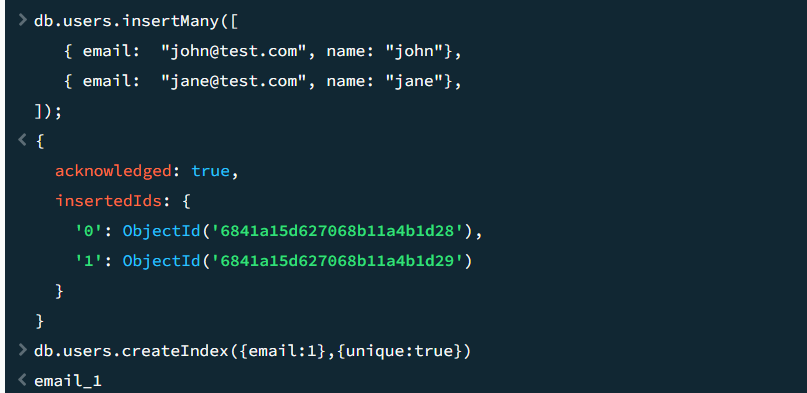 > db.users.insertMany([
{ email:  "john@test.com", name: "john"},
{ email:  "jane@test.com", name: "jane"},
]);
< {
acknowledged: true,
insertedIds: {
'0': ObjectId('6841a15d627068b11a4b1d28'),
'1': ObjectId('6841a15d627068b11a4b1d29')
}
}
> db.users.createIndex({email:1},{unique:true})
< email_1